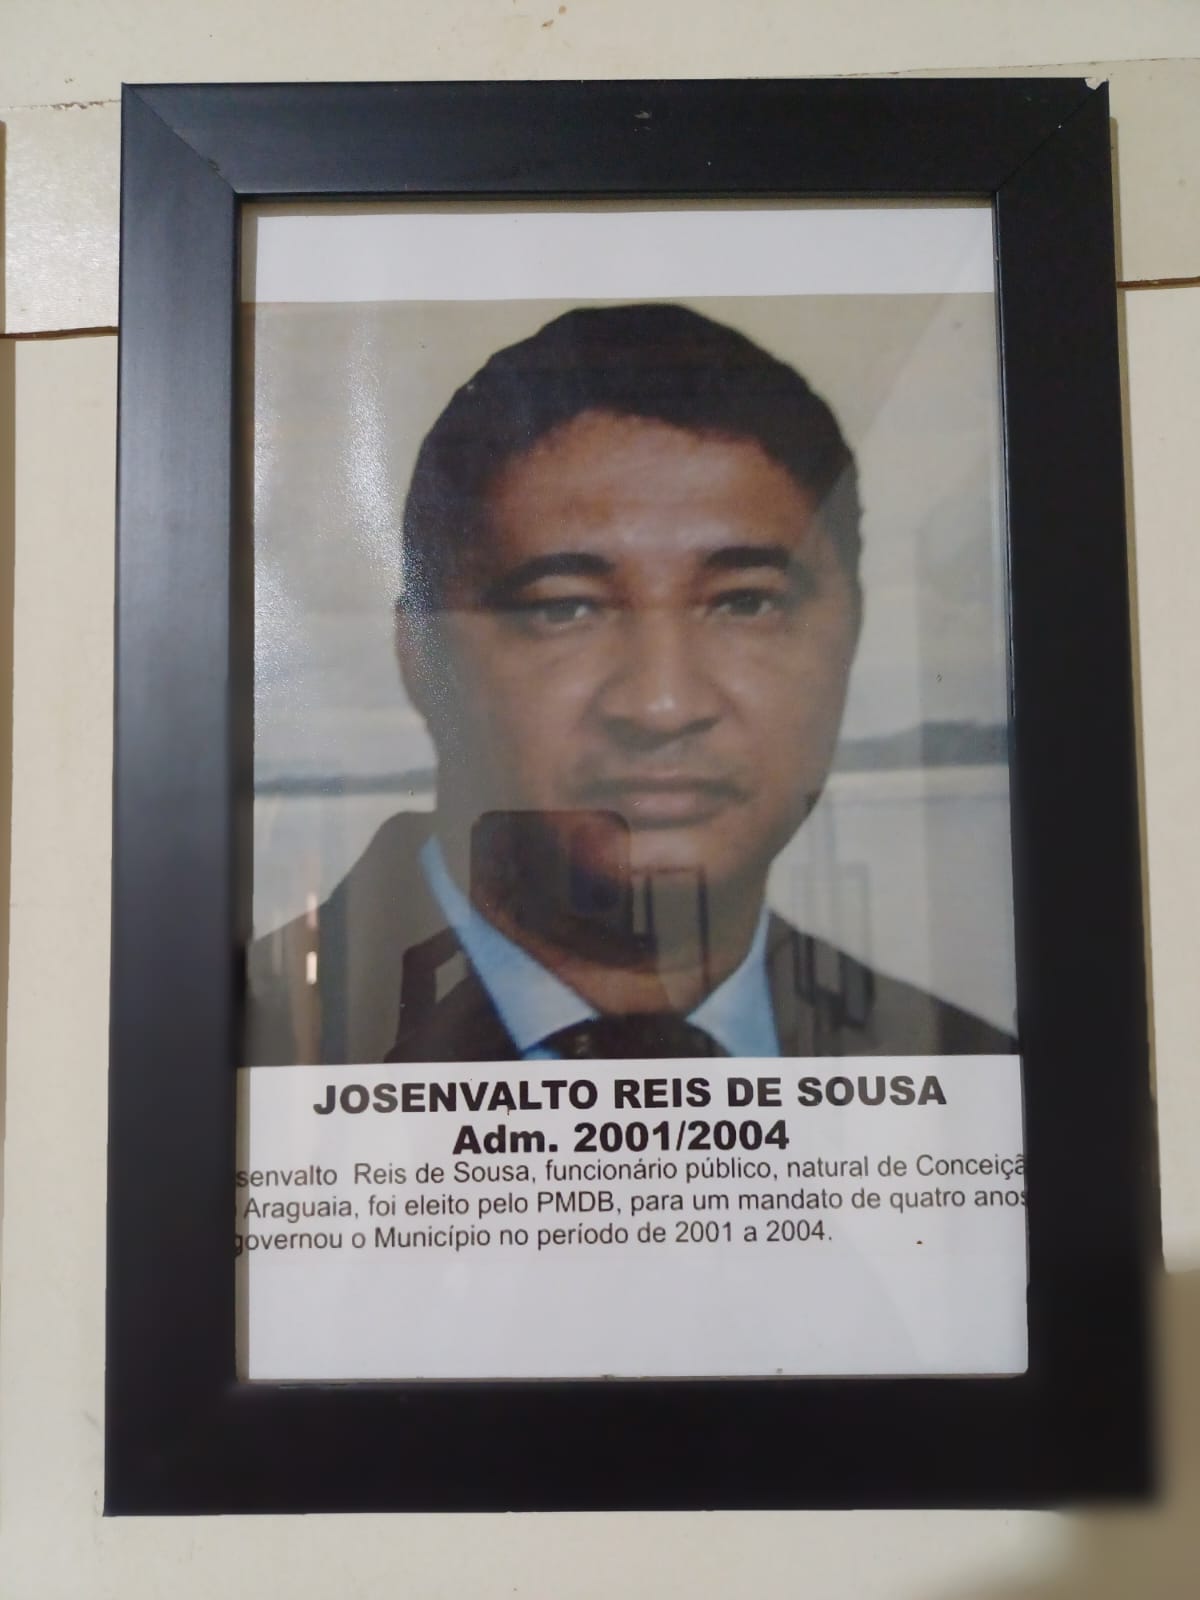 JOSENVALTO REIS DE SOUSA
Adm. 2001/2004
senvalto Reis de Sousa, funcionário público, natural de Conceiçã
Araguaia, foi eleito pelo PMDB, para um mandato de quatro anos
governou o Município no período de 2001 a 2004.